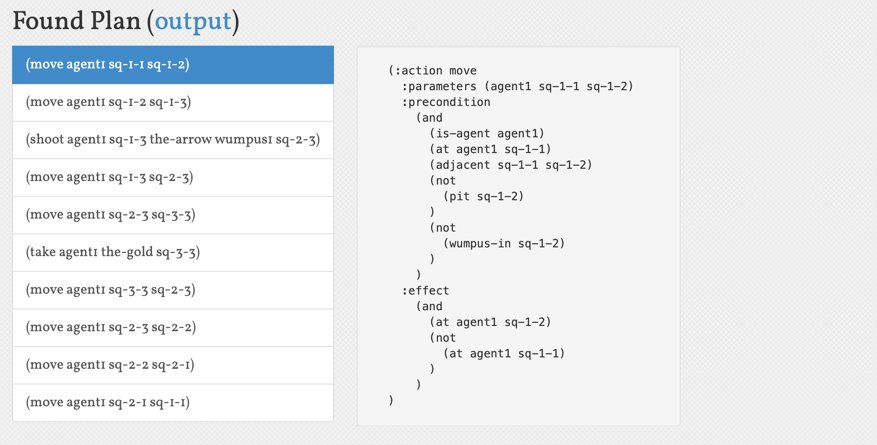 Found Plan (output)
(move agent1 sq-1-1 sq-1-2)
(move agent1 sq-1-2 sq-1-3)
(shoot agent1 sq-1-3 the-arrow wumpus1 sq-2-3)
(move agent1 sq-1-3 sq-2-3)
(move agent1 sq-2-3 sq-3-3)
(take agent1 the-gold sq-3-3)
(move agent1 sq-3-3 sq-2-3)
(move agent1 sq-2-3 sq-2-2)
(move agent1 sq-2-2 sq-2-1)
(move agent1 sq-2-1 sq-1-1)
(:action move
  :parameters (agent1 sq-1-1 sq-1-2)
  :precondition
    (and
      (is-agent agent1)
      (at agent1 sq-1-1)
      (adjacent sq-1-1 sq-1-2)
      (not
        (pit sq-1-2)
      )
      (not
        (wumpus-in sq-1-2)
      )
    )
  :effect
    (and
      (at agent1 sq-1-2)
      (not
        (at agent1 sq-1-1)
      )
    )
)